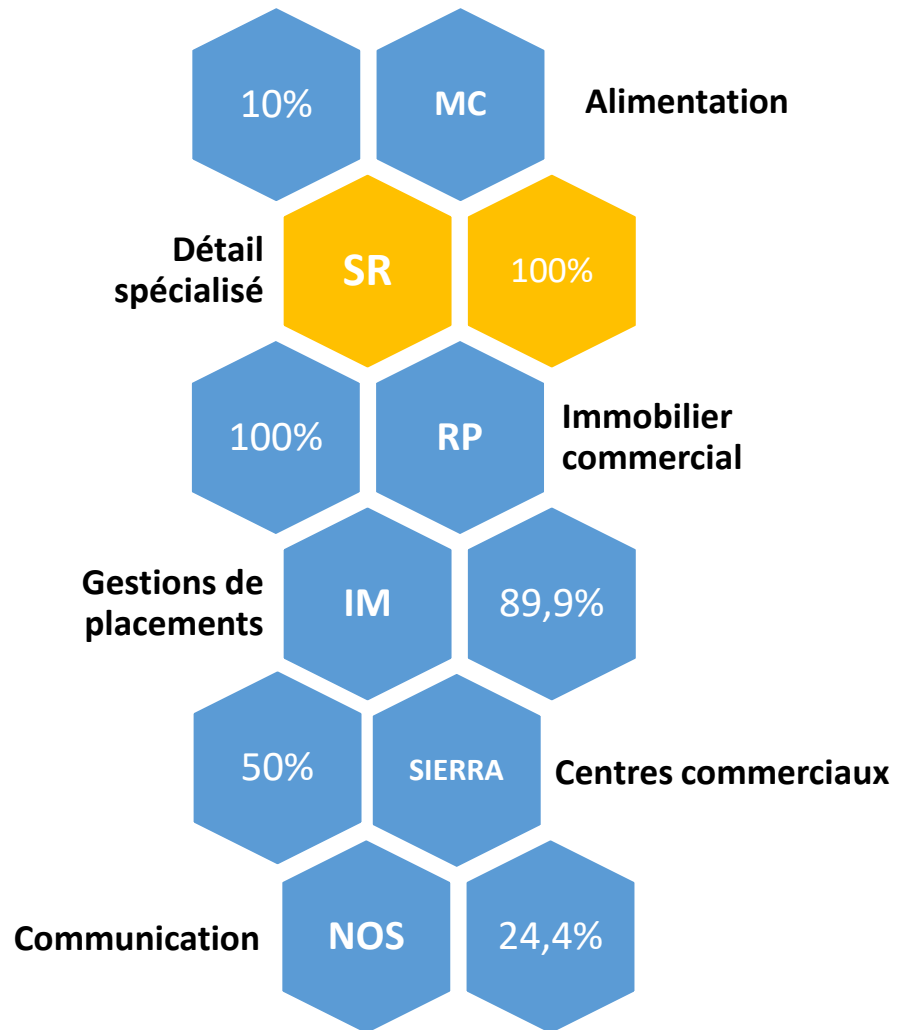 10%
MC
Alimentation
Détail
spécialisé
SR
100%
100%
RP
Immobilier
commercial
Gestions de
placements
IM
89,9%
50%
SIERRA
Centres commerciaux
Communication
NOS
24,4%